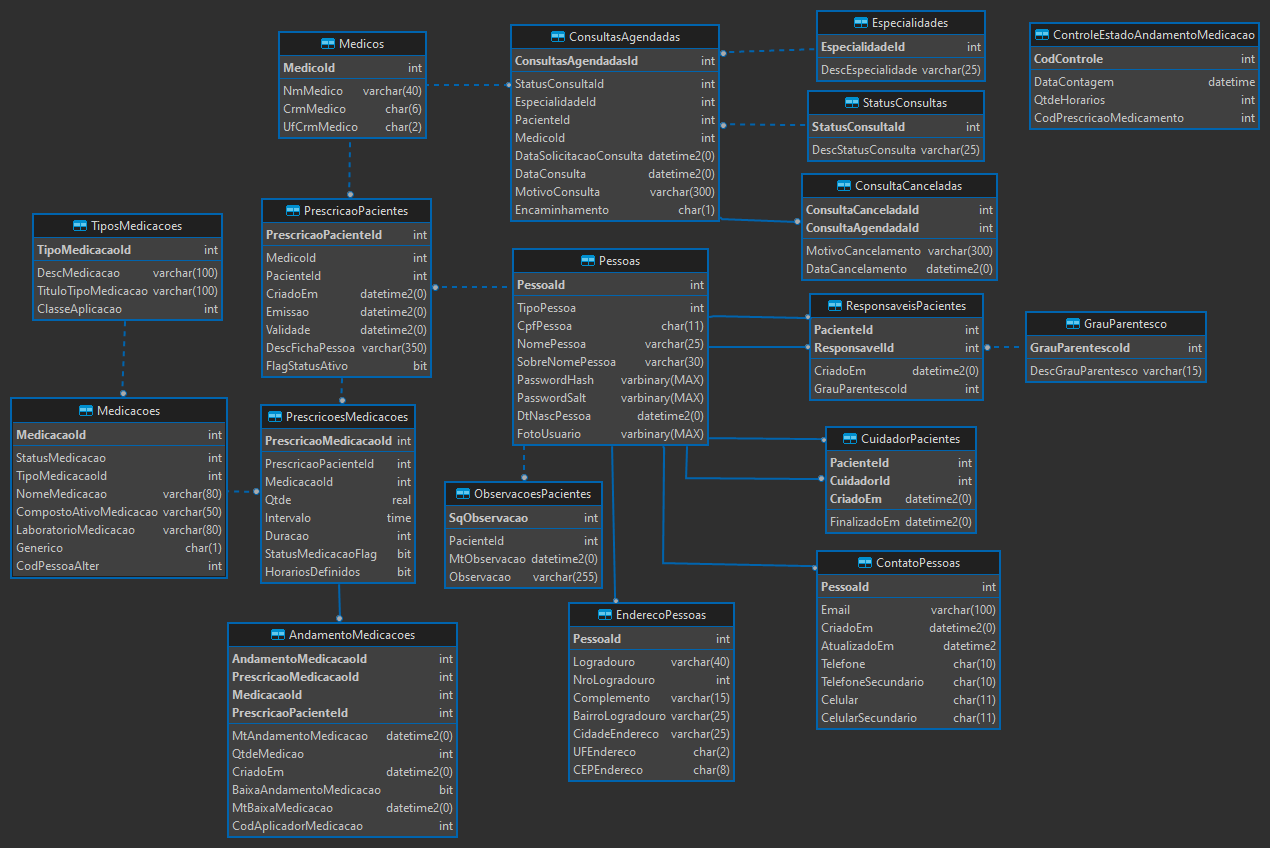 Medicos
MedicoId int
NmMedico varchar(40)
CrmMedico char(6)
UfCrmMedico char(2)
ConsultasAgendadas
ConsultasAgendadasId int
StatusConsultaId int
EspecialidadeId int
PacienteId int
MedicoId int
DataSolicitacaoConsulta datetime2(0)
DataConsulta datetime2(0)
MotivoConsulta varchar(300)
Encaminhamento char(1)
Especialidades
EspecialidadeId int
DescEspecialidade varchar(25)
ControleEstadoAndamentoMedicacao
CodControle int
DataContagem datetime
QtdeHorarios int
CodPrescricaoMedicamento int
StatusConsultas
StatusConsultaId int
DescStatusConsulta varchar(25)
ConsultaCanceladas
ConsultaCanceladaId int
ConsultaAgendadaId int
MotivoCancelamento varchar(300)
DataCancelamento datetime2(0)
TiposMedicacoes
TipoMedicacaoId int
DescMedicacao varchar(100)
TituloTipoMedicacao varchar(100)
ClasseAplicacao int
PrescricaoPacientes
PrescricaoPacienteId int
MedicoId int
PacienteId int
CriadoEm datetime2(0)
Emissao datetime2(0)
Validade datetime2(0)
DescFichaPessoa varchar(350)
FlagStatusAtivo bit
Pessoas
PessoaId int
TipoPessoa int
CpfPessoa char(11)
NomePessoa varchar(25)
SobreNomePessoa varchar(30)
PasswordHash varbinary(MAX)
PasswordSalt varbinary(MAX)
DtNascPessoa datetime2(0)
FotoUsuario varbinary(MAX)
ResponsaveisPacientes
PacienteId int
ResponsavelId int
CriadoEm datetime2(0)
GrauParentescoId int
GrauParentesco
GrauParentescoId int
DescGrauParentesco varchar(15)
Medicacoes
MedicacaoId int
StatusMedicacao int
TipoMedicacaoId int
NomeMedicacao varchar(80)
CompostoAtivoMedicacao varchar(50)
LaboratorioMedicacao varchar(80)
Generico char(1)
CodPessoaAlter int
PrescricoesMedicacoes
PrescricaoMedicacaoId int
PrescricaoPacienteId int
MedicacaoId int
Qtde real
Intervalo time
Duracao int
StatusMedicacaoFlag bit
HorariosDefinidos bit
CuidadorPacientes
PacienteId int
CuidadorId int
CriadoEm datetime2(0)
FinalizadoEm datetime2(0)
ObservacoesPacientes
SqObservacao int
PacienteId int
MtObservacao datetime2(0)
Observacao varchar(255)
ContatoPessoas
PessoaId int
Email varchar(100)
CriadoEm datetime2(0)
AtualizadoEm datetime2
Telefone char(10)
TelefoneSecundario char(10)
Celular char(11)
CelularSecundario char(11)
EnderecoPessoas
PessoaId int
Logradouro varchar(40)
NroLogradouro int
Complemento varchar(15)
BairroLogradouro varchar(25)
CidadeEndereco varchar(25)
UFEndereco char(2)
CEPEndereco char(8)
AndamentoMedicacoes
AndamentoMedicacaoId int
PrescricaoMedicacaoId int
MedicacaoId int
PrescricaoPacienteId int
MtAndamentoMedicacao datetime2(0)
QtdeMedicao int
CriadoEm datetime2(0)
BaixaAndamentoMedicacao bit
MtBaixaMedicacao datetime2(0)
CodAplicadorMedicacao int